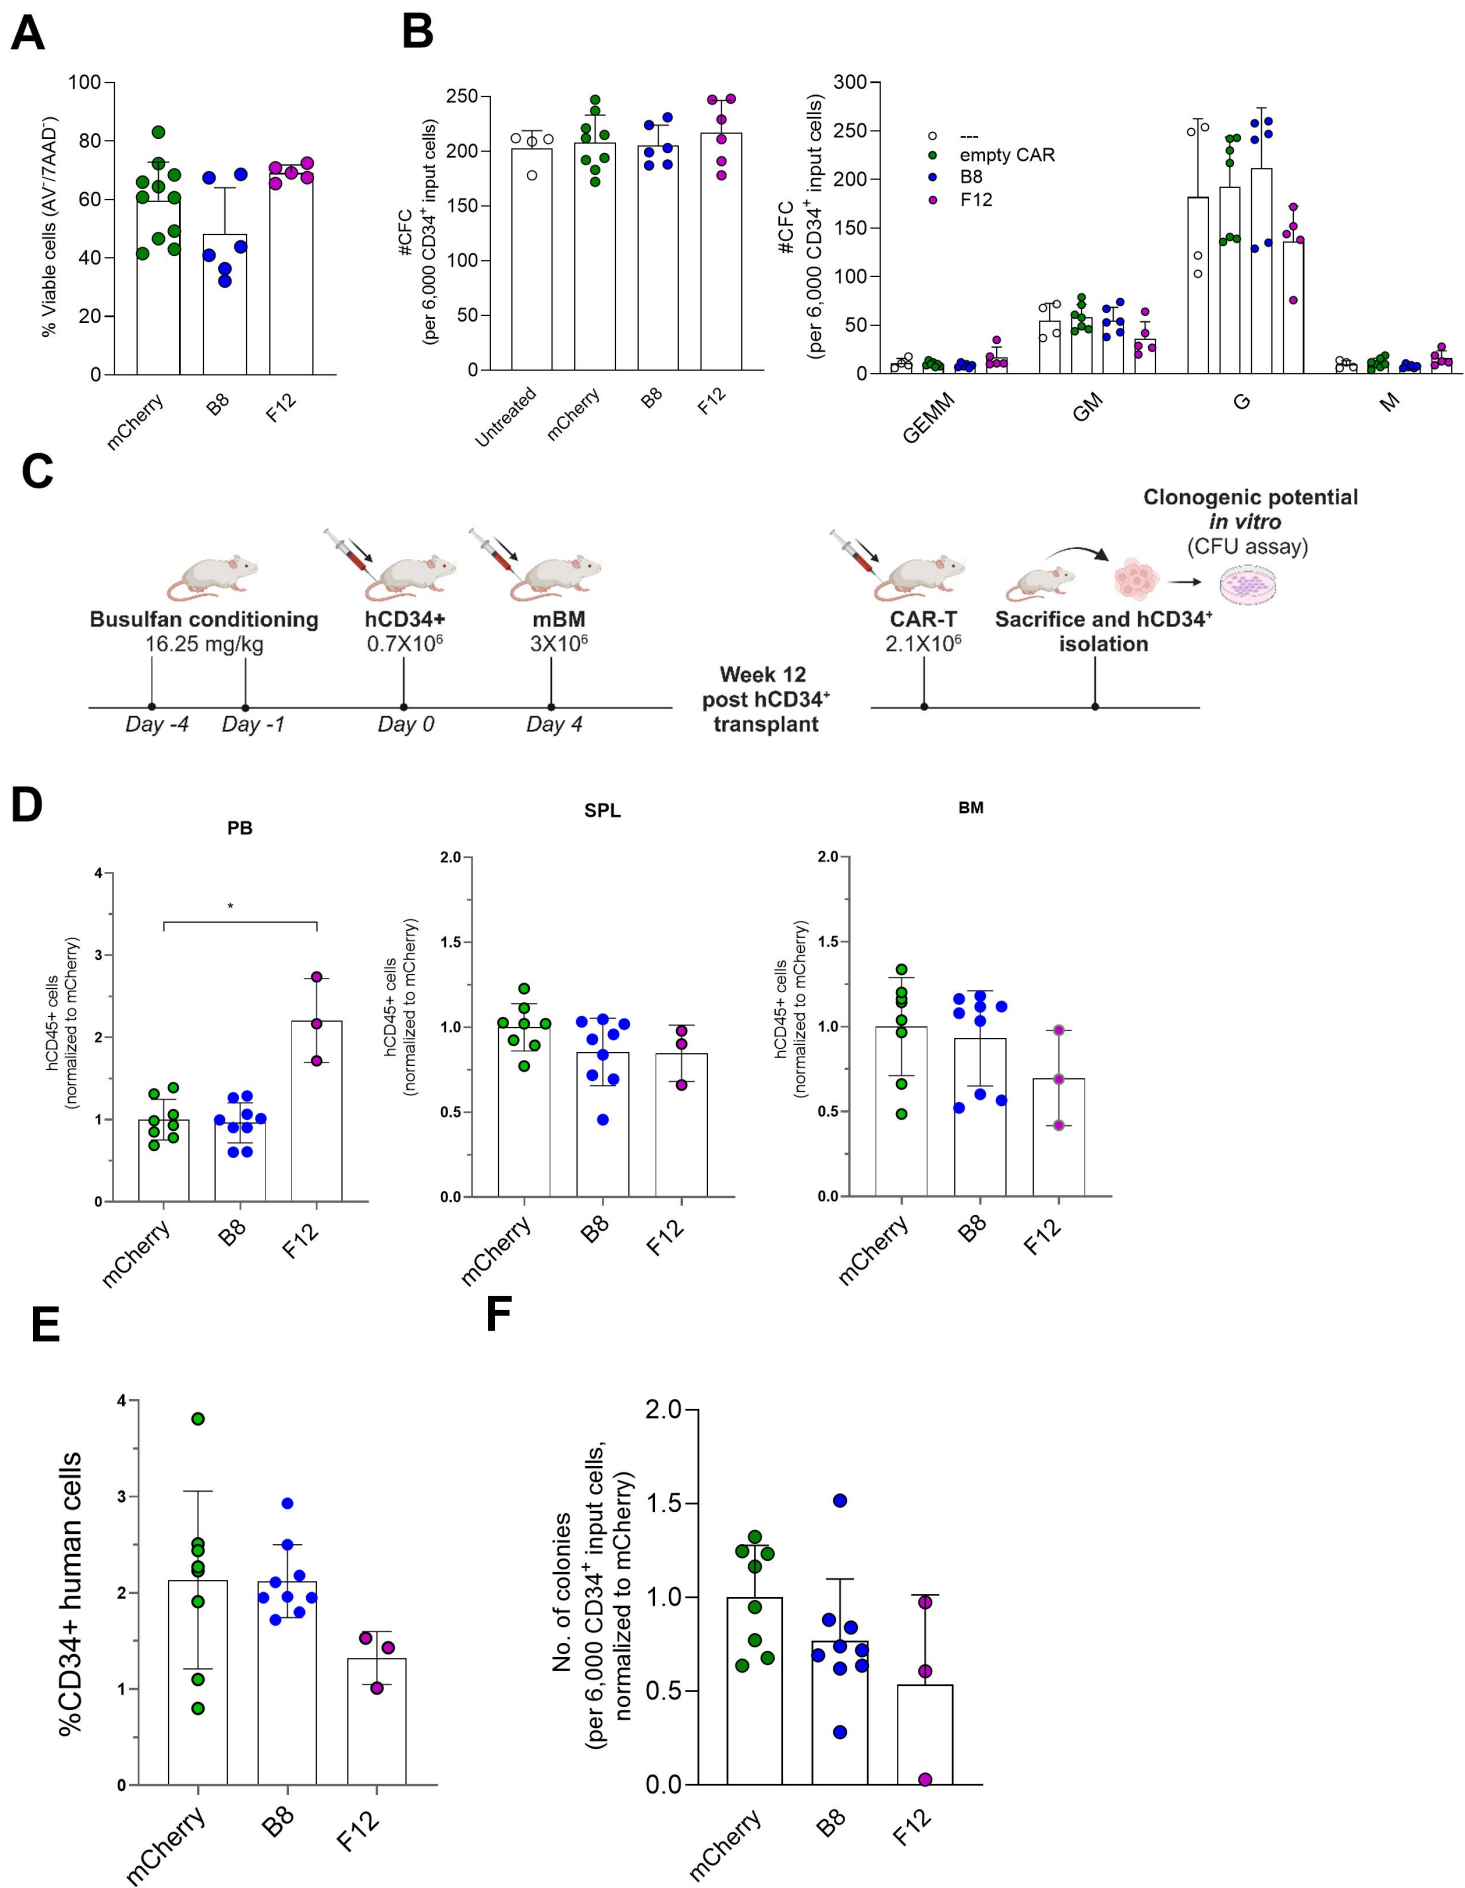 A
% Viable cells (AV⁻/7AAD⁻)
100
80
60
40
20
0
mCherry
B8
F12
B
#CFC
(per 6,000 CD34⁺ input cells)
250
200
150
100
50
0
Untreated
mCherry
B8
F12
#CFC
(per 6,000 CD34⁺ input cells)
300
250
200
150
100
50
0
---
empty CAR
B8
F12
GEMM
GM
G
M
C
Clonogenic potential
in vitro
(CFU assay)
Busulfan conditioning
16.25 mg/kg
hCD34+
0.7X10⁶
mBM
3X10⁶
CAR-T
2.1X10⁶
Sacrifice and hCD34⁺
isolation
Week 12
post hCD34⁺
transplant
Day -4
Day -1
Day 0
Day 4
D
PB
hCD45+ cells
(normalized to mCherry)
4
3
2
1
0
*
mCherry
B8
F12
SPL
hCD45+ cells
(normalized to mCherry)
2.0
1.5
1.0
0.5
0.0
mCherry
B8
F12
BM
hCD45+ cells
(normalized to mCherry)
2.0
1.5
1.0
0.5
0.0
mCherry
B8
F12
E
%CD34+ human cells
4
3
2
1
0
mCherry
B8
F12
F
No. of colonies
(per 6,000 CD34⁺ input cells,
normalized to mCherry)
2.0
1.5
1.0
0.5
0.0
mCherry
B8
F12